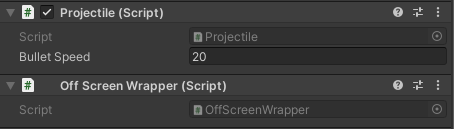 Projectile (Script)
Script Projectile
Bullet Speed 20
Off Screen Wrapper (Script)
Script OffScreenWrapper